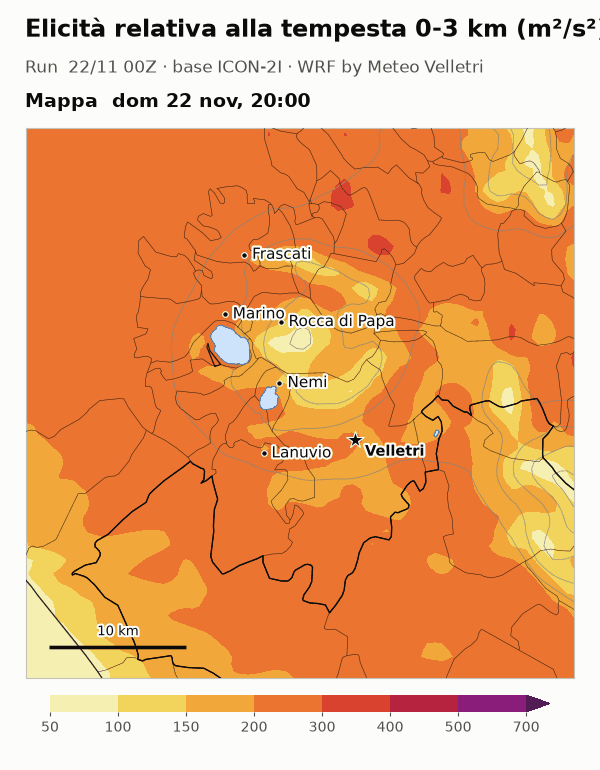 Elicità relativa alla tempesta 0-3 km (m²/s²)
Run 22/11 00Z · base ICON-2I · WRF by Meteo Velletri
Mappa dom 22 nov, 20:00
Frascati
Marino
Rocca di Papa
Nemi
Velletri
Lanuvio
10 km
50 100 150 200 300 400 500 700